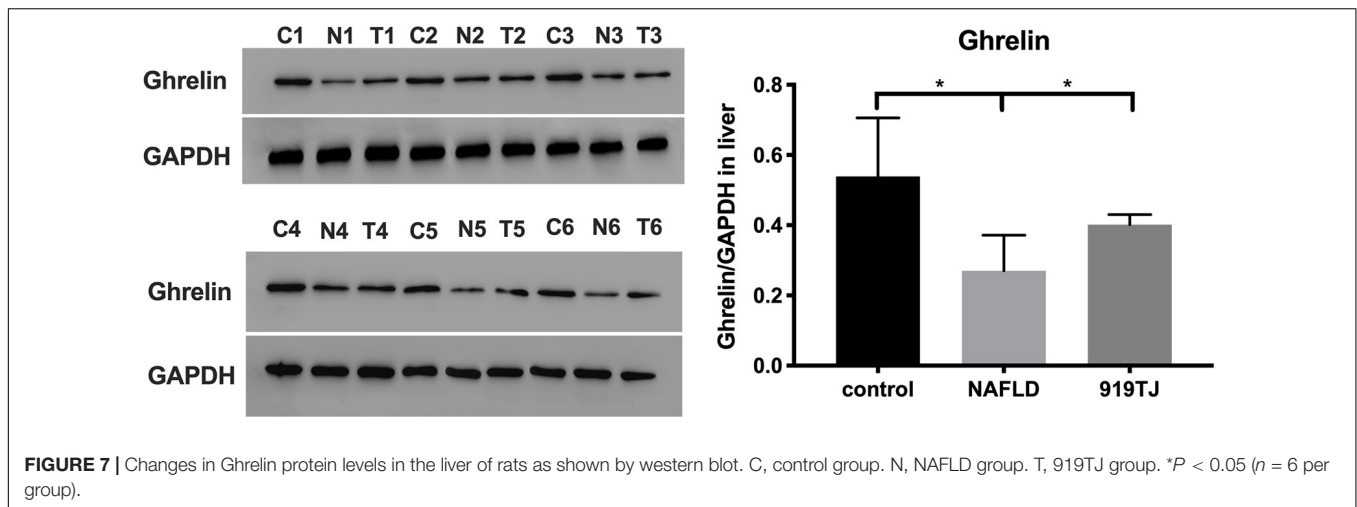 C1 N1 T1 C2 N2 T2 C3 N3 T3
Ghrelin
GAPDH
C4 N4 T4 C5 N5 T5 C6 N6 T6
Ghrelin
GAPDH
Ghrelin
* *
Ghrelin/GAPDH in liver
0.8
0.6
0.4
0.2
0.0
control NAFLD 919TJ
FIGURE 7 | Changes in Ghrelin protein levels in the liver of rats as shown by western blot. C, control group. N, NAFLD group. T, 919TJ group. *P < 0.05 (n = 6 per
group).